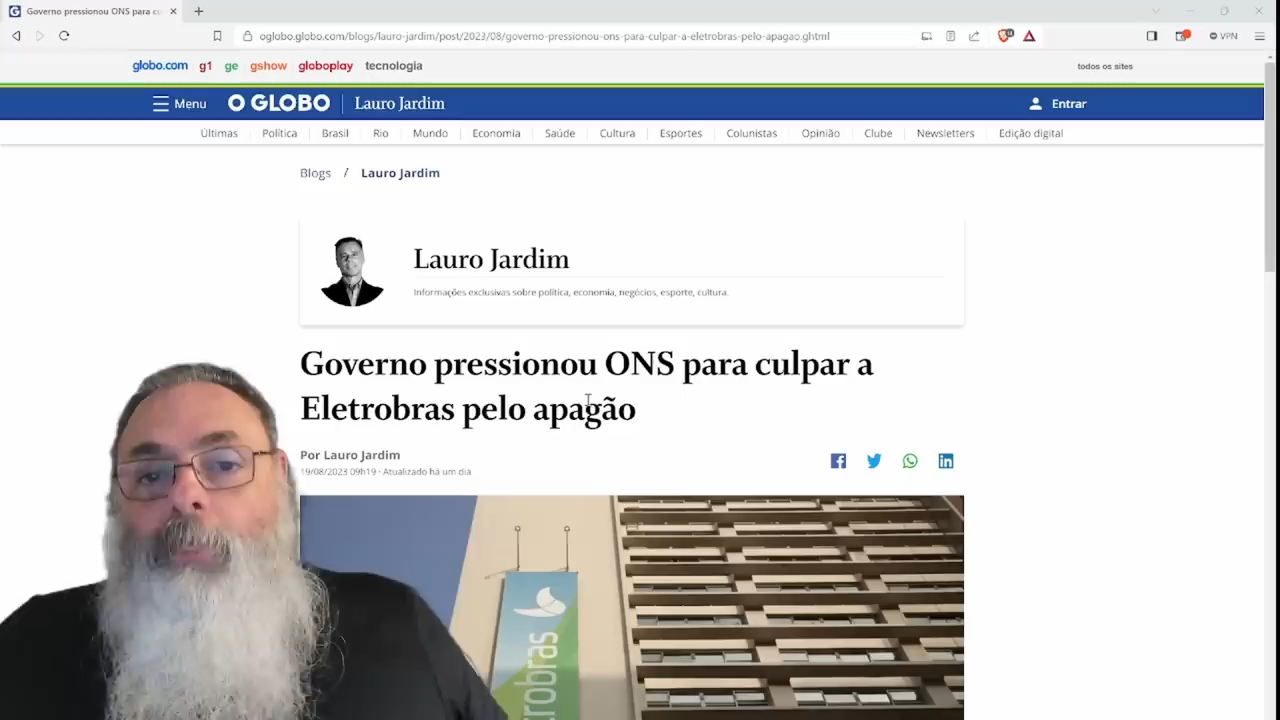 Governo pressionou ONS para cu
oglobo.globo.com/blogs/lauro-jardim/post/2023/08/governo-pressionou-ons-para-culpar-a-eletrobras-pelo-apagao.ghtml
VPN
globo.com g1 ge gshow globoplay tecnologia
todos os sites
Menu O GLOBO Lauro Jardim
Entrar
Últimas Política Brasil Rio Mundo Economia Saúde Cultura Esportes Colunistas Opinião Clube Newsletters Edição digital
Blogs / Lauro Jardim
Lauro Jardim
Informações exclusivas sobre política, economia, negócios, esporte, cultura.
Governo pressionou ONS para culpar a
Eletrobras pelo apagão
Por Lauro Jardim
19/08/2023 09h19 · Atualizado há um dia
trobras